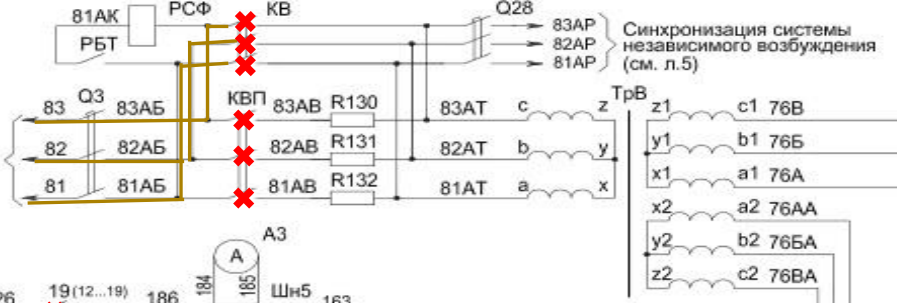 81АК РСФ КВ Q28
РБТ
83АР
82АР
81АР
Синхронизация системы
независимого возбуждения
(см. л.5)
83 Q3 83АБ КВП 83АВ R130 83АТ c z ТрВ z1 c1 76В
82 82АБ 82АВ R131 82АТ b y y1 b1 76Б
81 81АБ 81АВ R132 81АТ a x x1 a1 76А
x2 a2 76АА
y2 b2 76БА
z2 c2 76ВА
А3
А
184 185
26 19(12...19) 186 Шн5 163